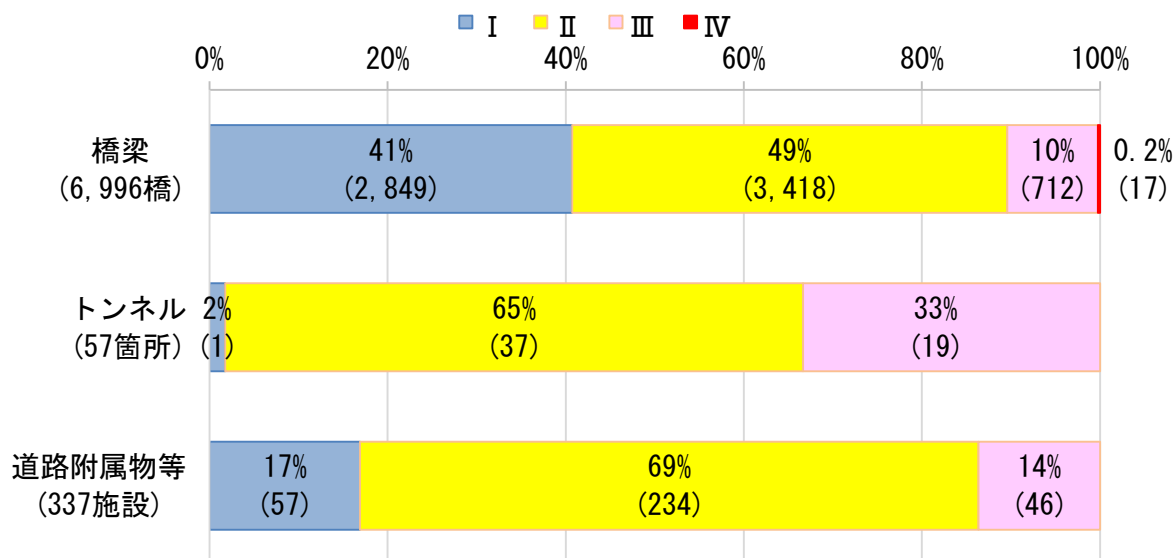 Ⅰ Ⅱ Ⅲ Ⅳ
0% 20% 40% 60% 80% 100%
橋梁
(6,996橋)
41%
(2,849)
49%
(3,418)
10%
(712)
0.2%
(17)
トンネル
(57箇所)
2%
(1)
65%
(37)
33%
(19)
道路附属物等
(337施設)
17%
(57)
69%
(234)
14%
(46)